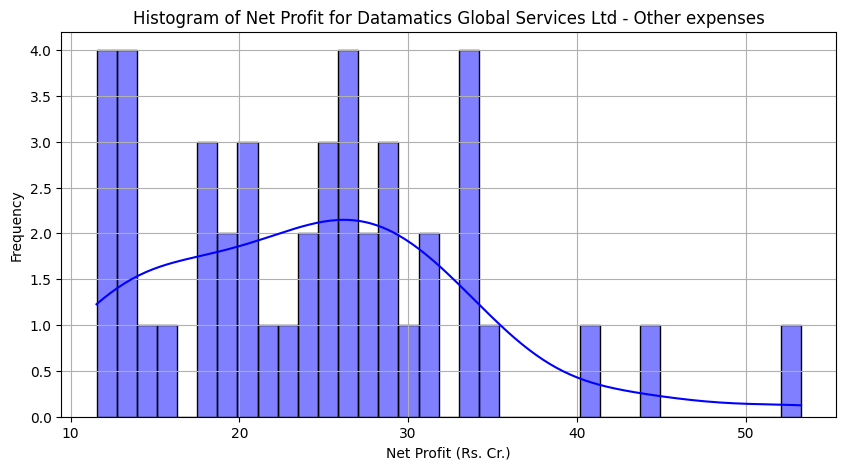 Histogram of Net Profit for Datamatics Global Services Ltd - Other expenses
4.0
3.5
3.0
2.5
2.0
1.5
1.0
0.5
0.0
Frequency
10 20 30 40 50
Net Profit (Rs. Cr.)